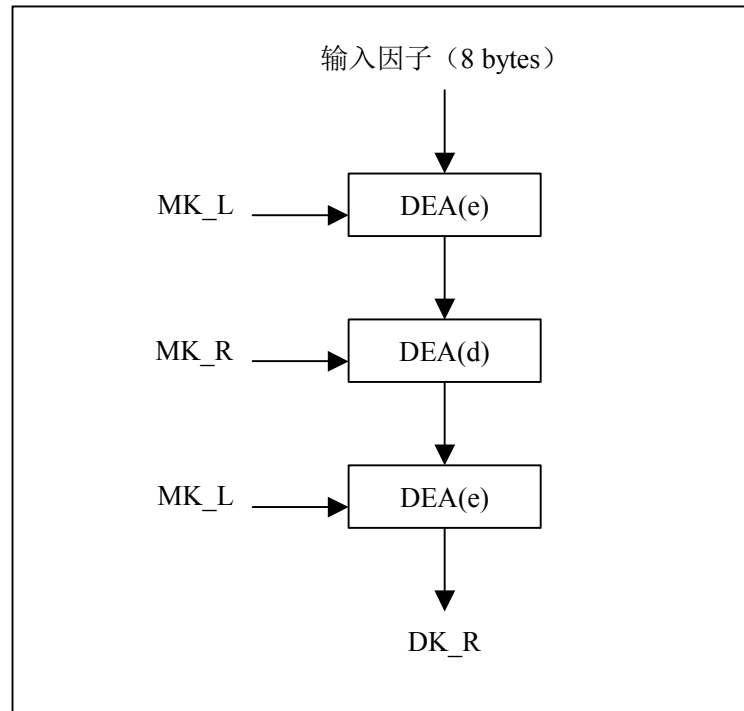 输入因子（8 bytes）
MK_L
DEA(e)
MK_R
DEA(d)
MK_L
DEA(e)
DK_R